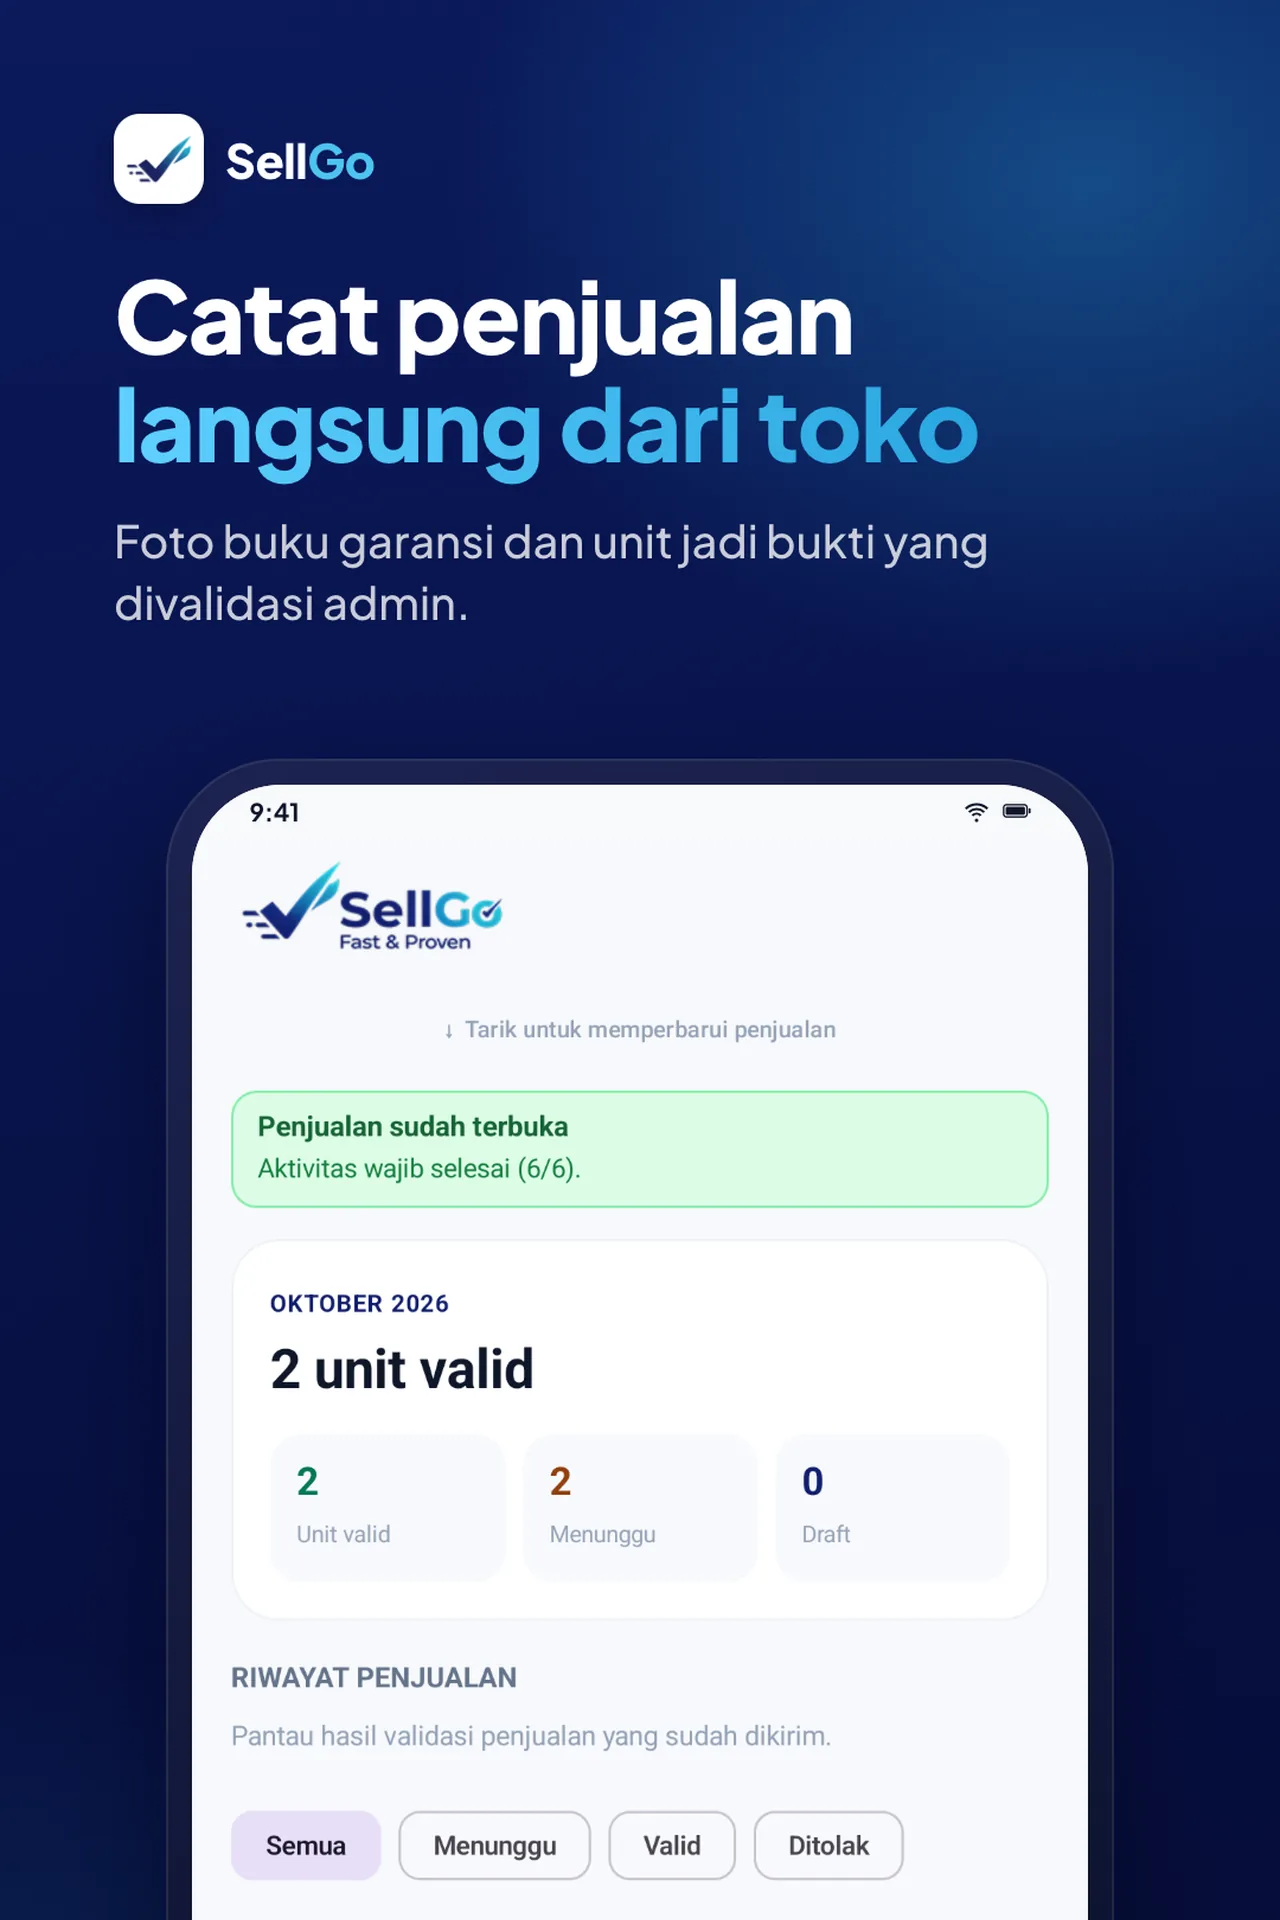 SellGo
Catat penjualan
langsung dari toko
Foto buku garansi dan unit jadi bukti yang
divalidasi admin.
9:41
SellGo
Fast & Proven
↓ Tarik untuk memperbarui penjualan
Penjualan sudah terbuka
Aktivitas wajib selesai (6/6).
OKTOBER 2026
2 unit valid
2 2 0
Unit valid Menunggu Draft
RIWAYAT PENJUALAN
Pantau hasil validasi penjualan yang sudah dikirim.
Semua Menunggu Valid Ditolak